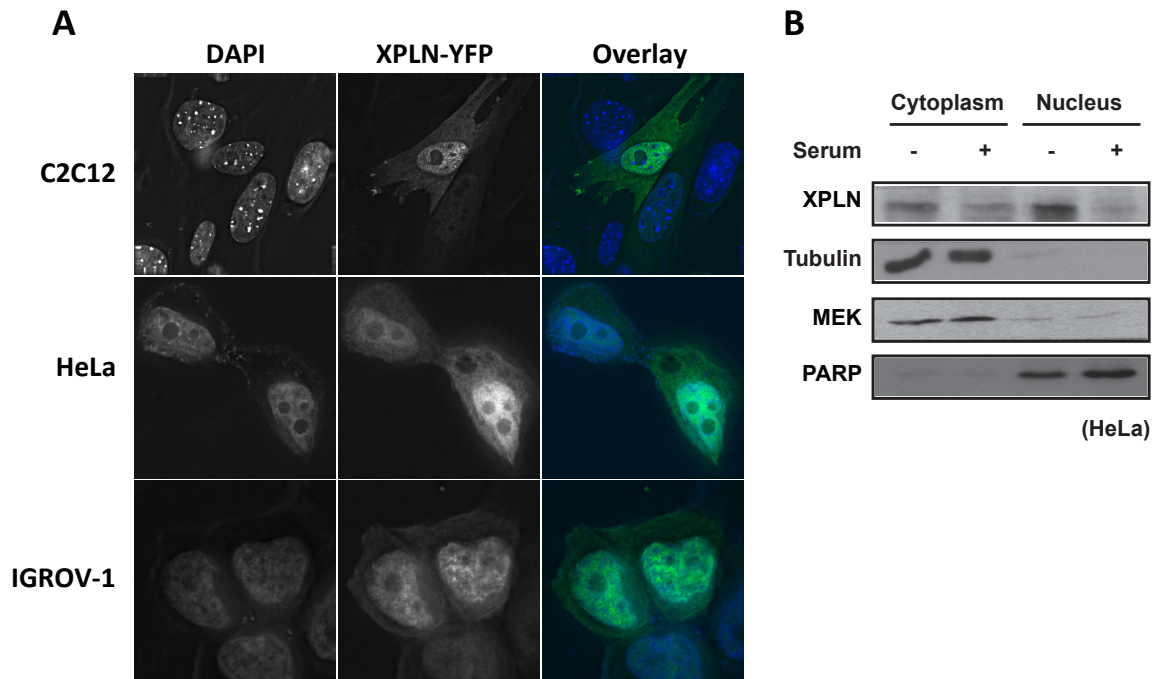 A
DAPI XPLN-YFP Overlay
C2C12
HeLa
IGROV-1
B
Cytoplasm Nucleus
Serum - + - +
XPLN
Tubulin
MEK
PARP
(HeLa)